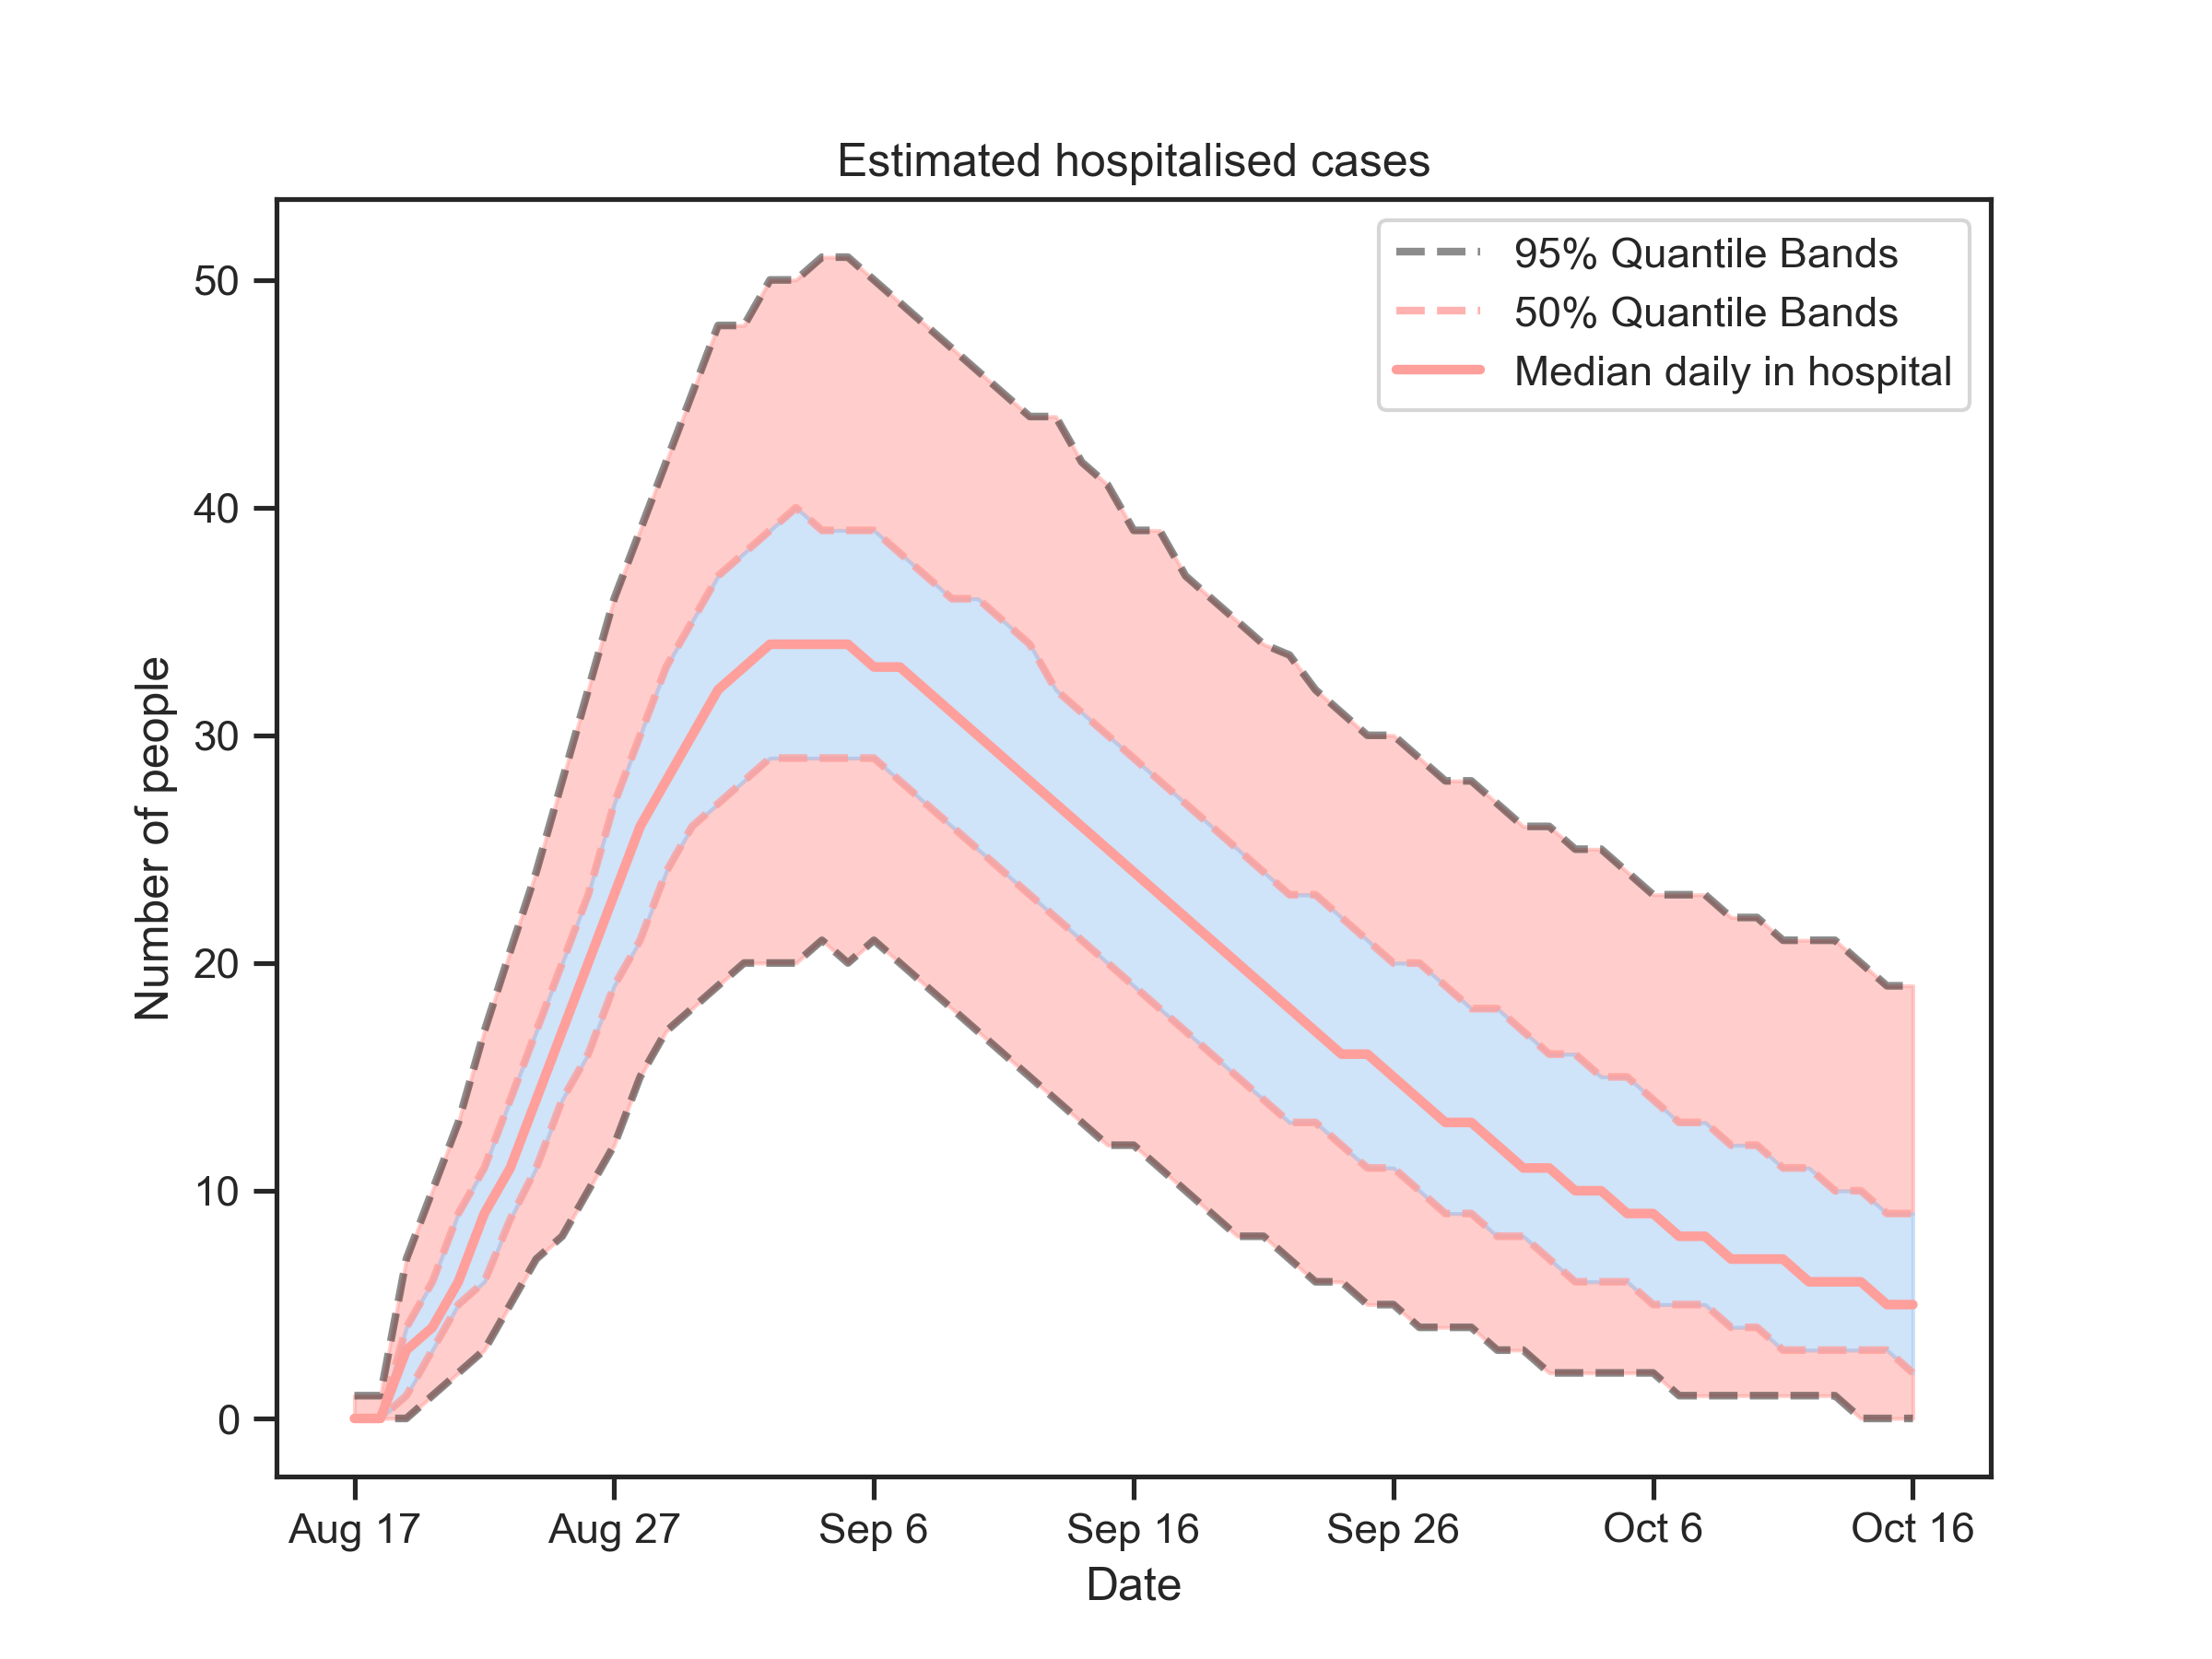 Estimated hospitalised cases
95% Quantile Bands
50% Quantile Bands
Median daily in hospital
Number of people
50
40
30
20
10
0
Aug 17 Aug 27 Sep 6 Sep 16 Sep 26 Oct 6 Oct 16
Date